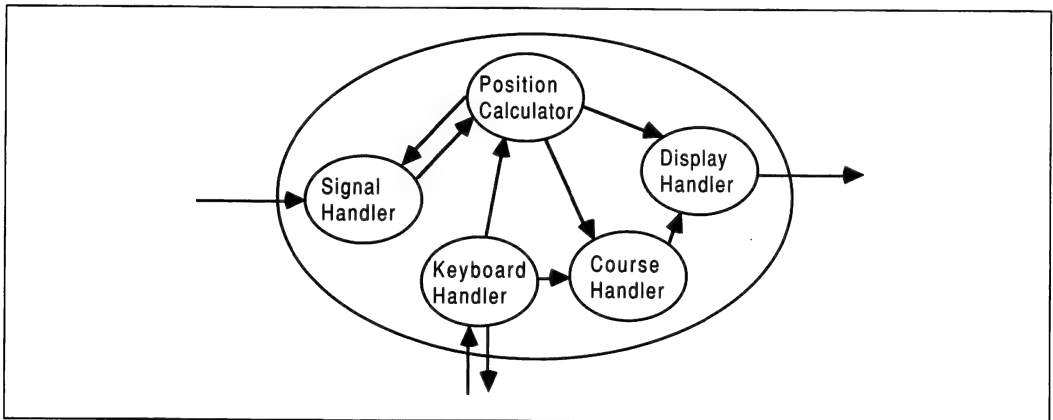 Position
Calculator
Display
Handler
Signal
Handler
Keyboard
Handler
Course
Handler